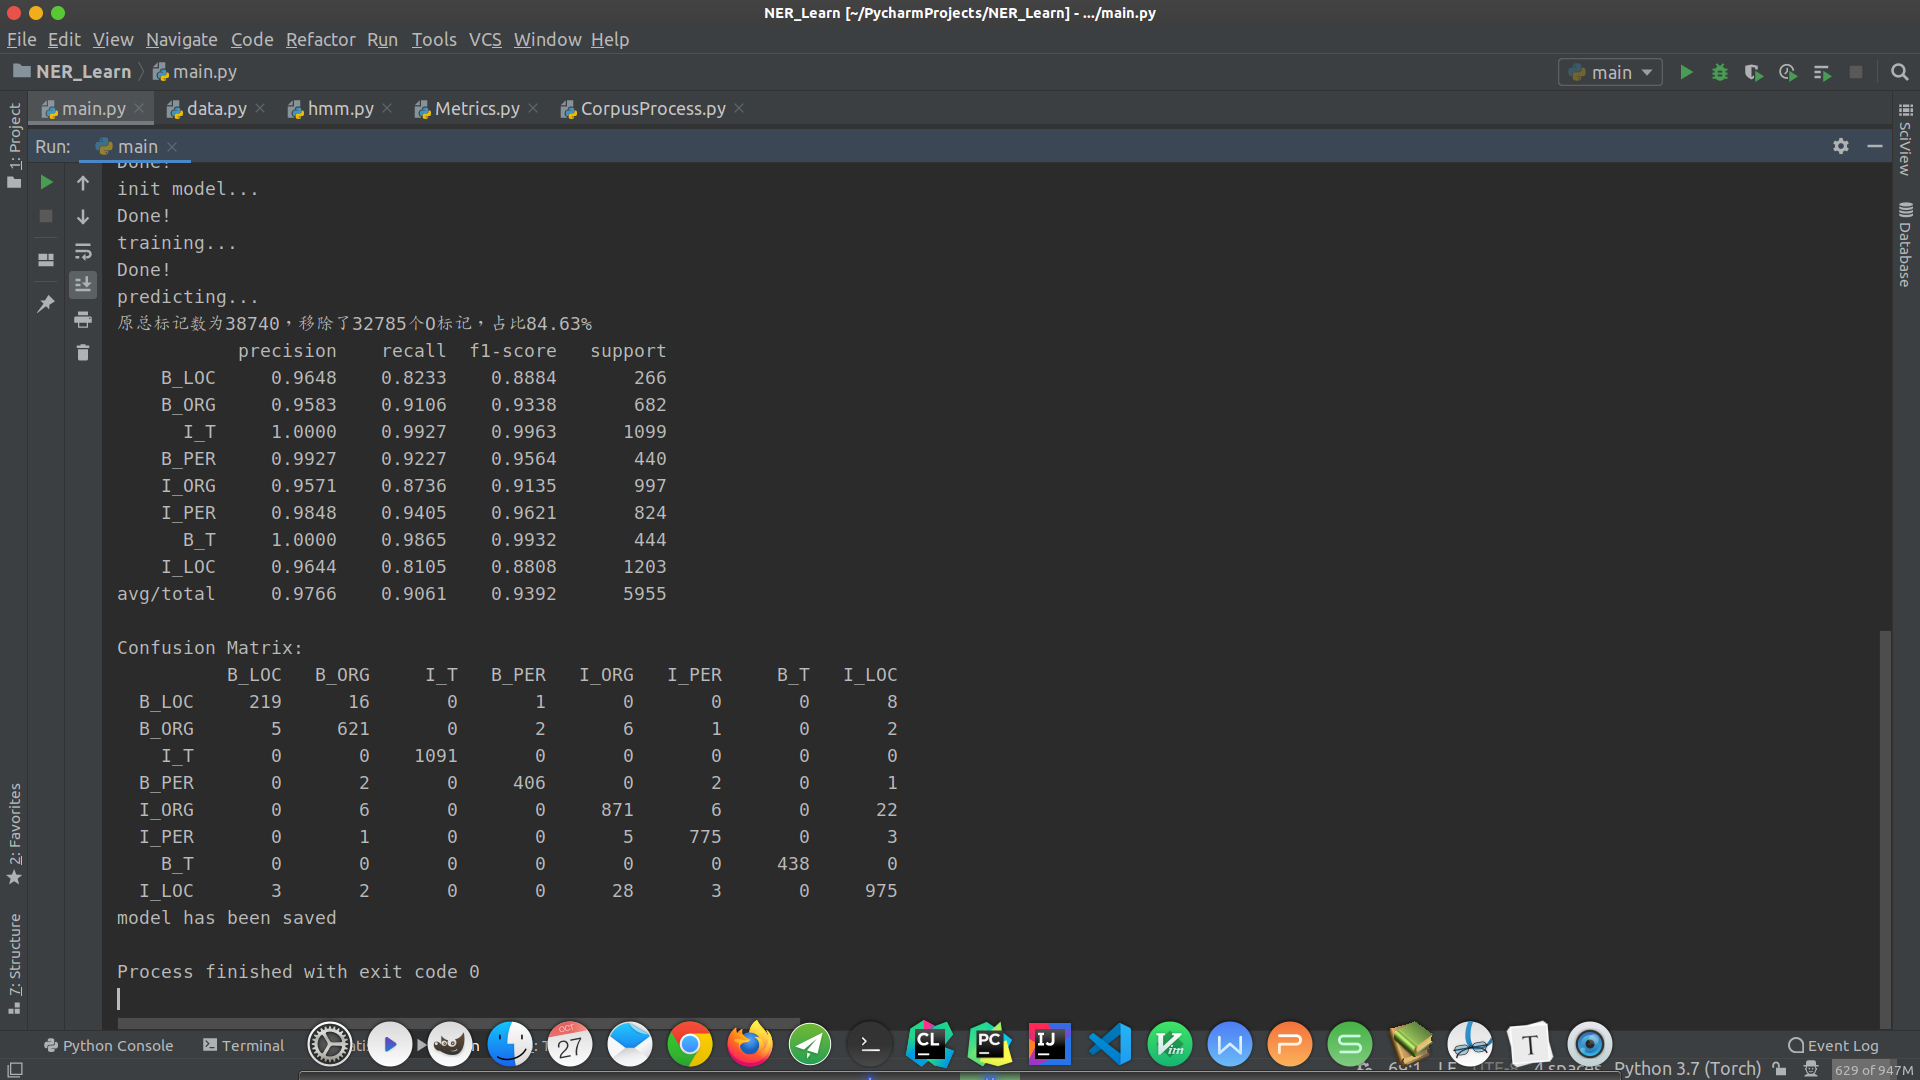 NER_Learn [~/PycharmProjects/NER_Learn] - .../main.py
File Edit View Navigate Code Refactor Run Tools VCS Window Help
NER_Learn main.py main
main.py data.py hmm.py Metrics.py CorpusProcess.py
Run: main
1: Project
2: Favorites
7: Structure
SciView
Database
Done!
init model...
Done!
training...
Done!
predicting...
原总标记数为38740，移除了32785个O标记，占比84.63%
precision recall f1-score support
B_LOC 0.9648 0.8233 0.8884 266
B_ORG 0.9583 0.9106 0.9338 682
I_T 1.0000 0.9927 0.9963 1099
B_PER 0.9927 0.9227 0.9564 440
I_ORG 0.9571 0.8736 0.9135 997
I_PER 0.9848 0.9405 0.9621 824
B_T 1.0000 0.9865 0.9932 444
I_LOC 0.9644 0.8105 0.8808 1203
avg/total 0.9766 0.9061 0.9392 5955
Confusion Matrix:
B_LOC B_ORG I_T B_PER I_ORG I_PER B_T I_LOC
B_LOC 219 16 0 1 0 0 0 8
B_ORG 5 621 0 2 6 1 0 2
I_T 0 0 1091 0 0 0 0 0
B_PER 0 2 0 406 0 2 0 1
I_ORG 0 6 0 0 871 6 0 22
I_PER 0 1 0 0 5 775 0 3
B_T 0 0 0 0 0 0 438 0
I_LOC 3 2 0 0 28 3 0 975
model has been saved
Process finished with exit code 0
Python Console Terminal Event Log
OCT
27
CL PC IJ T
69:1 LF UTF-8 4 spaces Python 3.7 (Torch) 629 of 947M